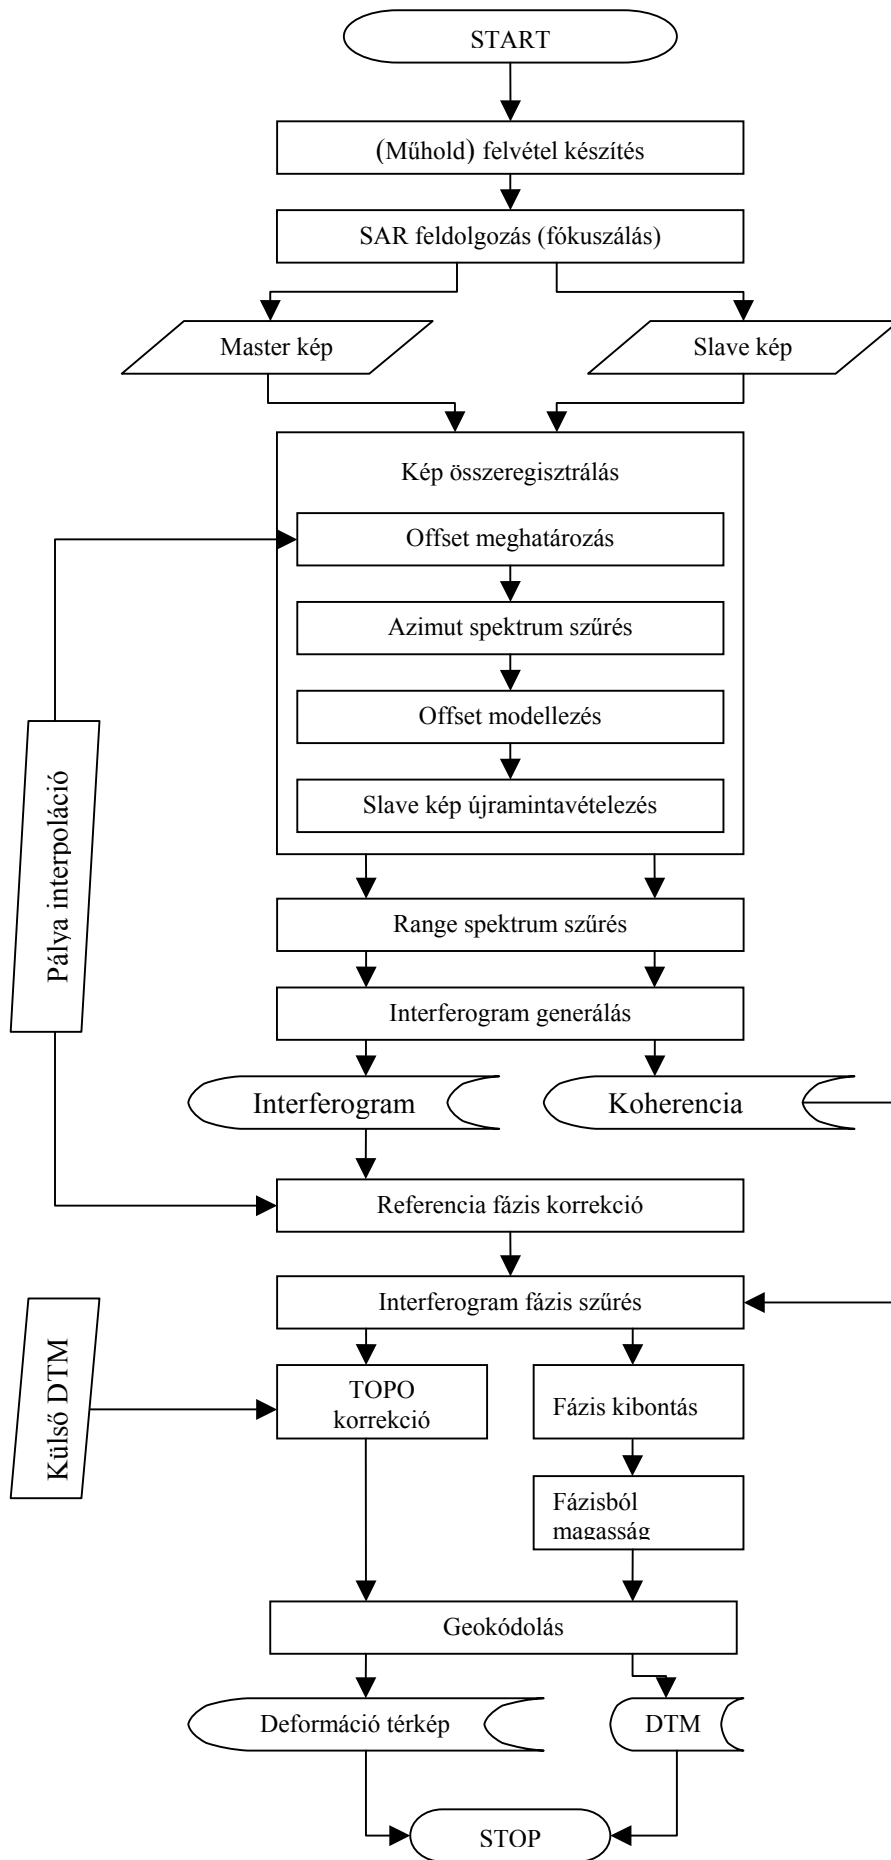 START
(Műhold) felvétel készítés
SAR feldolgozás (fókuszálás)
Master kép
Slave kép
Kép összeregisztrálás
Offset meghatározás
Azimut spektrum szűrés
Offset modellezés
Slave kép újramintavételezés
Pálya interpoláció
Range spektrum szűrés
Interferogram generálás
Interferogram
Koherencia
Referencia fázis korrekció
Interferogram fázis szűrés
Külső DTM
TOPO
korrekció
Fázis kibontás
Fázisból
magasság
Geokódolás
Deformáció térkép
DTM
STOP